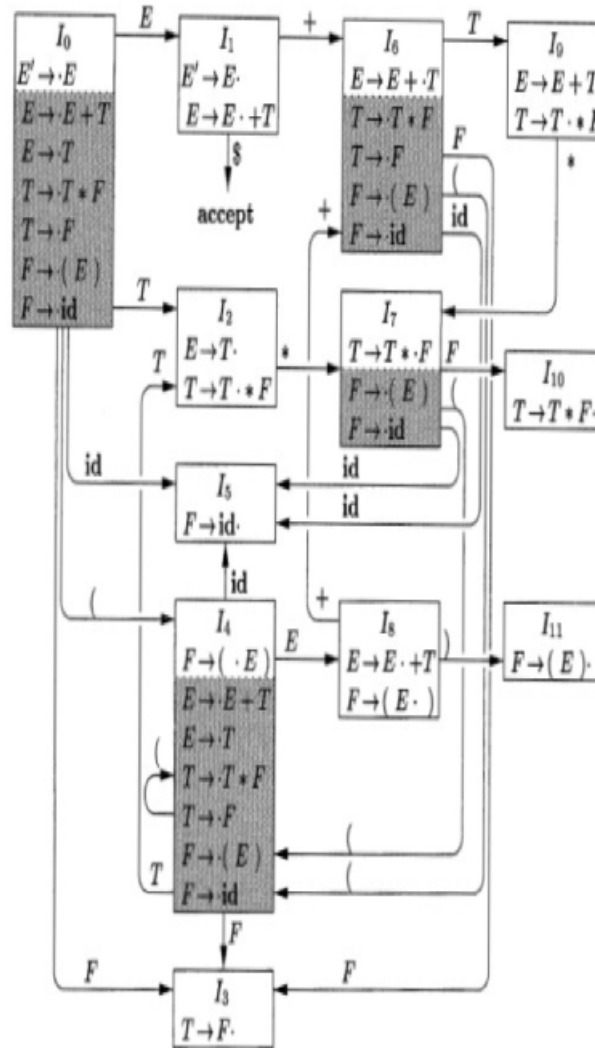 I₀
E′ → ·E
E → ·E + T
E → ·T
T → ·T * F
T → ·F
F → ·( E )
F → ·id
E
I₁
E′ → E·
E → E· + T
$
accept
+
I₆
E → E + ·T
T → ·T * F
T → ·F
F → ·( E )
F → ·id
T
I₉
E → E + T
T → T· * F
*
F
(
id
+
T
I₂
E → T·
T → T· * F
*
I₇
T → T * ·F
F → ·( E )
F → ·id
F
(
I₁₀
T → T * F·
T
id
I₅
F → id·
id
id
id
(
I₄
F → ( ·E )
E → ·E + T
E → ·T
T → ·T * F
T → ·F
F → ·( E )
F → ·id
E
+
I₈
E → E· + T
F → ( E· )
)
I₁₁
F → ( E )·
(
(
(
T
F
F
I₃
T → F·
F